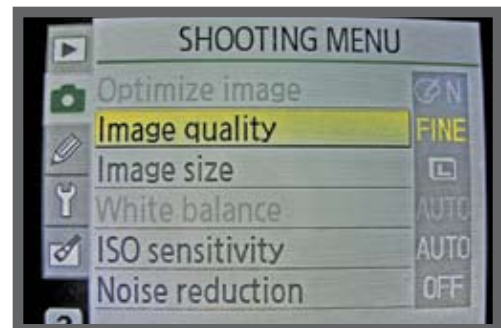 SHOOTING MENU
Optimize image N
Image quality FINE
Image size L
White balance AUTO
ISO sensitivity AUTO
Noise reduction OFF
?